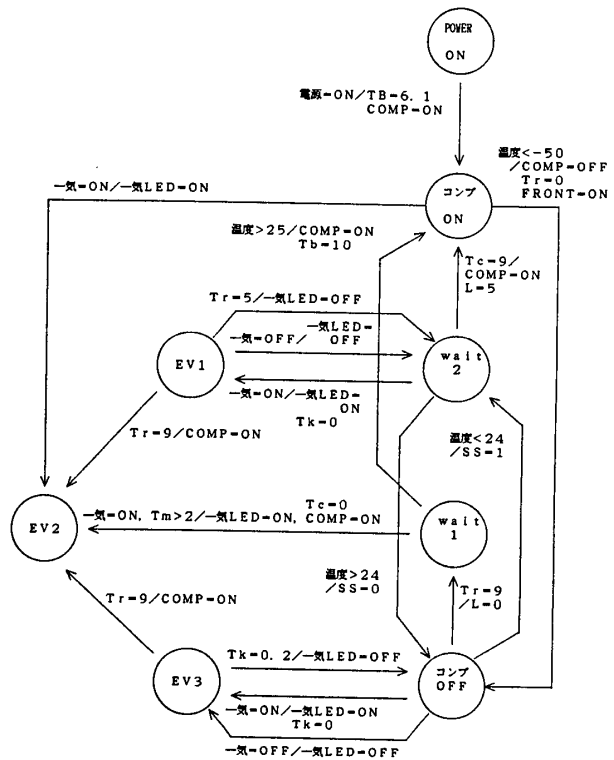 POWER
ON
電源=ON/TB=6.1
COMP=ON
温度<-50
/COMP=OFF
Tr=0
FRONT=ON
一気=ON/一気LED=ON
コンプ
ON
温度>25/COMP=ON
Tb=10
Tc=9/
COMP=ON
L=5
Tr=5/一気LED=OFF
一気LED=
一気=OFF/ OFF
EV1
wait
2
一気=ON/一気LED=
ON
Tk=0
Tr=9/COMP=ON
温度<24
/SS=1
Tc=0
一気=ON, Tm>2/一気LED=ON, COMP=ON
EV2
wait
1
温度>24
/SS=0
Tr=9
/L=0
Tr=9/COMP=ON
Tk=0.2/一気LED=OFF
EV3
コンプ
OFF
一気=ON/一気LED=ON
Tk=0
一気=OFF/一気LED=OFF